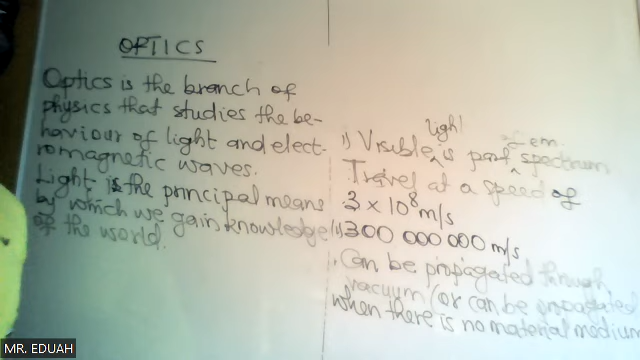 OPTICS
Optics is the branch of
physics that studies the be-
haviour of light and elect-
romagnetic waves.
Light is the principal means
by which we gain knowledge
of the world.
light
i) Visible ^ is part ^ spectrum
of em.
Travel at a speed of
3 × 10⁸ m/s
ii) 300 000 000 m/s
Can be propagated through
vacuum (or can be propagated
when there is no material medium
MR. EDUAH